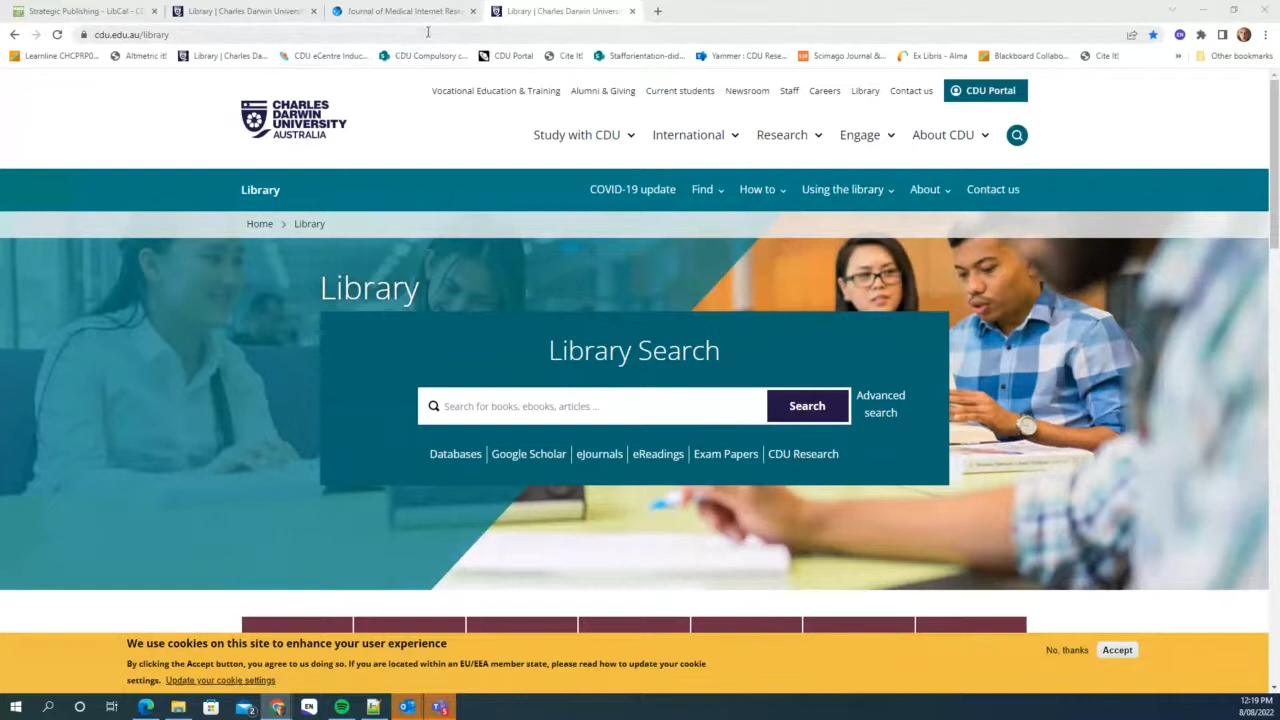 Strategic Publishing - LibCal - C
Library | Charles Darwin Universi
Journal of Medical Internet Rese
Library | Charles Darwin Universi
cdu.edu.au/library
Learnline CHCPRP0...
Altmetric it!
Library | Charles Da...
CDU eCentre Induc...
CDU Compulsory c...
CDU Portal
Cite It!
Stafforientation-did...
Yammer : CDU Rese...
Scimago Journal &...
Ex Libris - Alma
Blackboard Collabo...
Cite It!
Other bookmarks
Vocational Education & Training
Alumni & Giving
Current students
Newsroom
Staff
Careers
Library
Contact us
CDU Portal
CHARLES
DARWIN
UNIVERSITY
AUSTRALIA
Study with CDU
International
Research
Engage
About CDU
Library
COVID-19 update
Find
How to
Using the library
About
Contact us
Home > Library
Library
Library Search
Search for books, ebooks, articles ...
Search
Advanced
search
Databases
Google Scholar
eJournals
eReadings
Exam Papers
CDU Research
We use cookies on this site to enhance your user experience
By clicking the Accept button, you agree to us doing so. If you are located within an EU/EEA member state, please read how to update your cookie
settings. Update your cookie settings
No, thanks
Accept
12:19 PM
8/08/2022